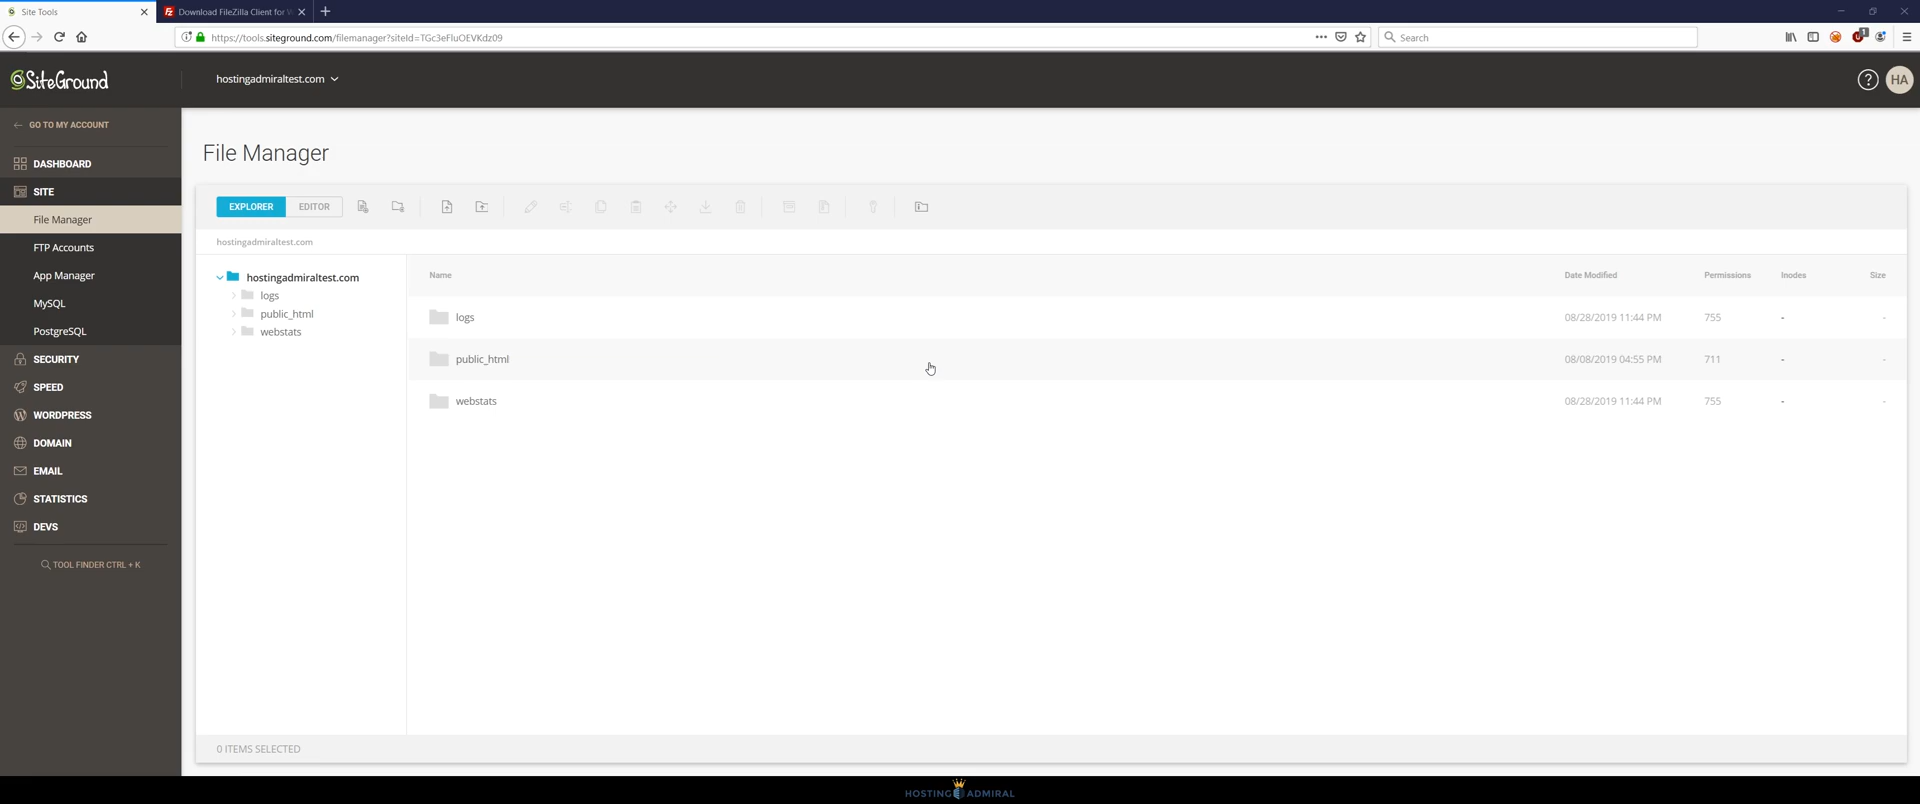 Site Tools
Download FileZilla Client for W
https://tools.siteground.com/filemanager?siteId=TGc3eFluOEVKdz09
Search
1
SiteGround
hostingadmiraltest.com
?
HA
GO TO MY ACCOUNT
DASHBOARD
SITE
File Manager
FTP Accounts
App Manager
MySQL
PostgreSQL
SECURITY
SPEED
WORDPRESS
DOMAIN
EMAIL
STATISTICS
DEVS
TOOL FINDER CTRL + K
File Manager
EXPLORER EDITOR
hostingadmiraltest.com
hostingadmiraltest.com
logs
public_html
webstats
Name Date Modified Permissions Inodes Size
logs 08/28/2019 11:44 PM 755 - -
public_html 08/08/2019 04:55 PM 711 - -
webstats 08/28/2019 11:44 PM 755 - -
0 ITEMS SELECTED
HOSTING ADMIRAL